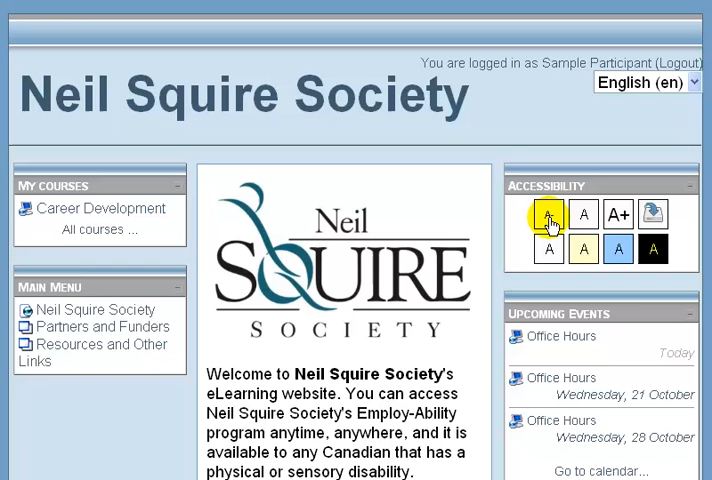 You are logged in as Sample Participant (Logout)
English (en)
Neil Squire Society
MY COURSES
Career Development
All courses ...
MAIN MENU
Neil Squire Society
Partners and Funders
Resources and Other
Links
Neil
SQUIRE
SOCIETY
Welcome to Neil Squire Society's
eLearning website. You can access
Neil Squire Society's Employ-Ability
program anytime, anywhere, and it is
available to any Canadian that has a
physical or sensory disability.
ACCESSIBILITY
A- A A+
A A A A
UPCOMING EVENTS
Office Hours
Today
Office Hours
Wednesday, 21 October
Office Hours
Wednesday, 28 October
Go to calendar...